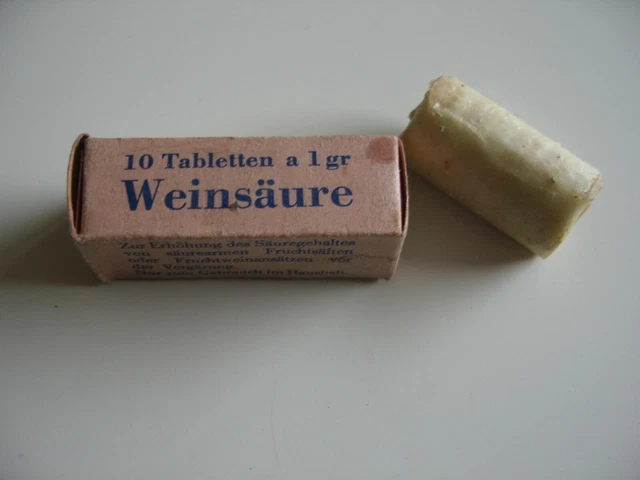 10 Tabletten a 1 gr
Weinsäure
Zur Erhöhung des Säuregehaltes
von säurearmen Fruchtsäften
oder Fruchtweinansätzen vor
der Vergärung.
Nur zum Gebrauch im Haushalt.